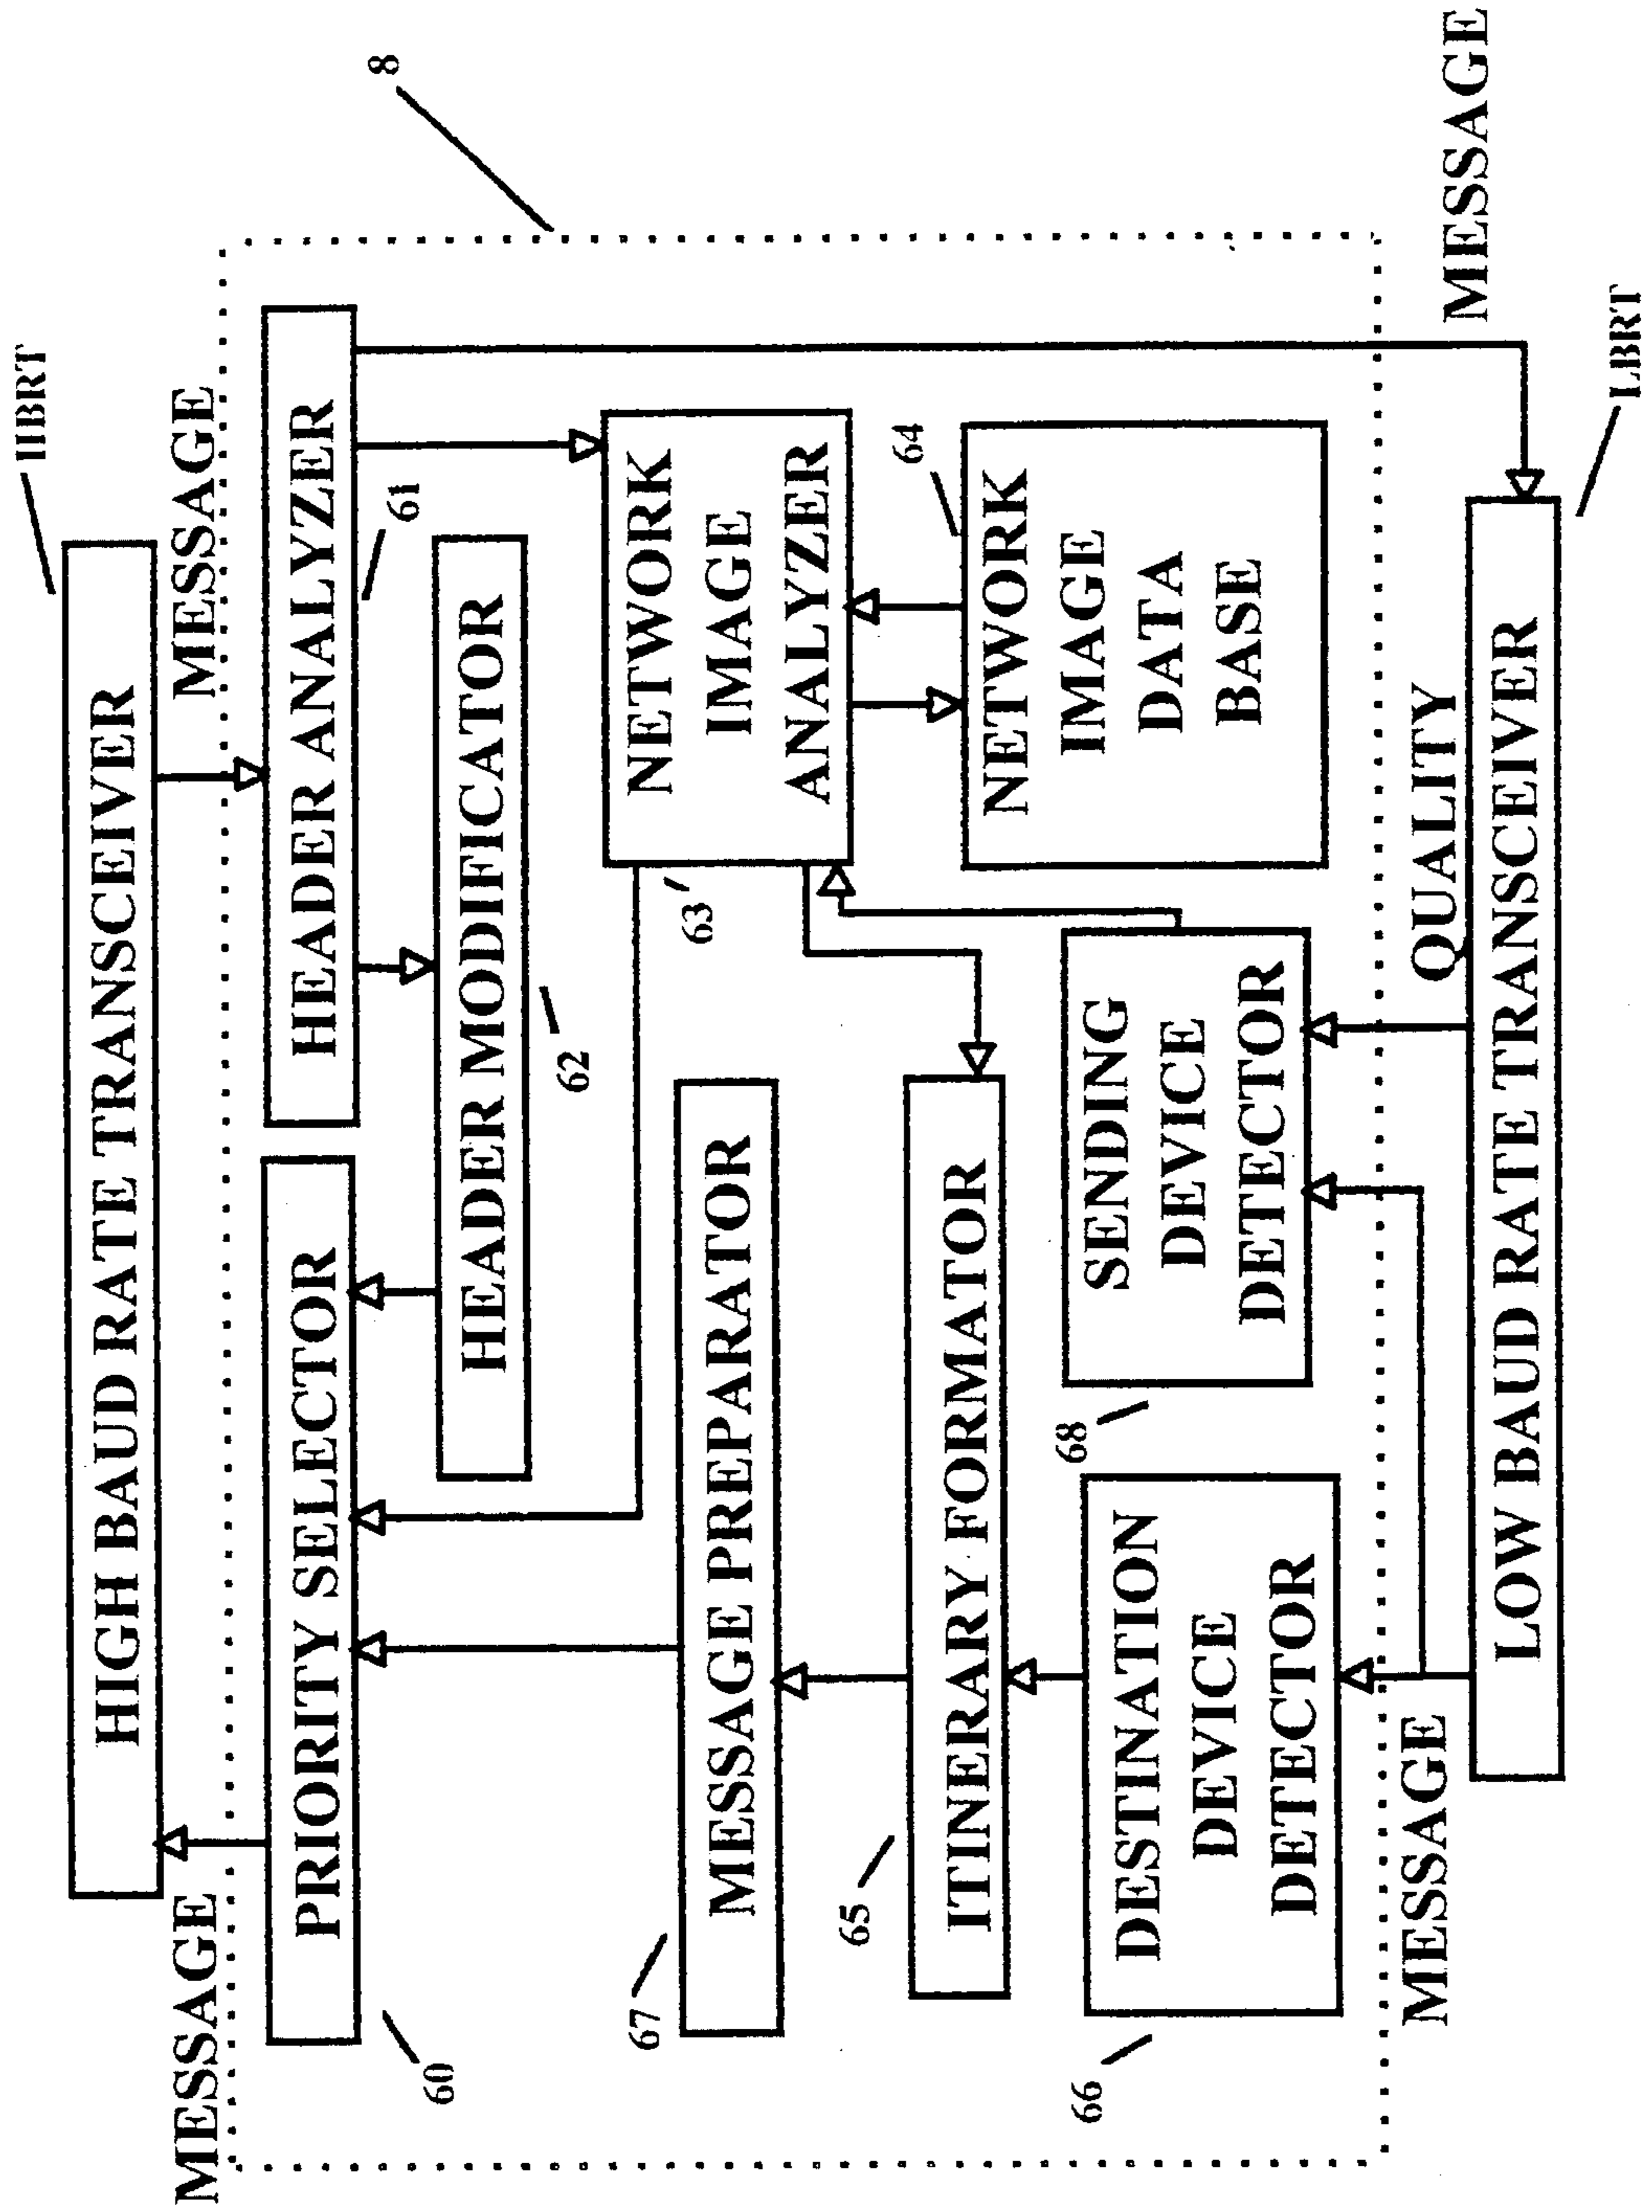 HBRT
HIGH BAUD RATE TRANSCEIVER
MESSAGE
MESSAGE
8
PRIORITY SELECTOR
60
HEADER ANALYZER
61
HEADER MODIFICATOR
62
NETWORK
IMAGE
ANALYZER
63
MESSAGE PREPARATOR
67
NETWORK
IMAGE
DATA
BASE
64
ITINERARY FORMATOR
65
SENDING
DEVICE
DETECTOR
68
DESTINATION
DEVICE
DETECTOR
66
MESSAGE
QUALITY
MESSAGE
LOW BAUD RATE TRANSCEIVER
LBRT